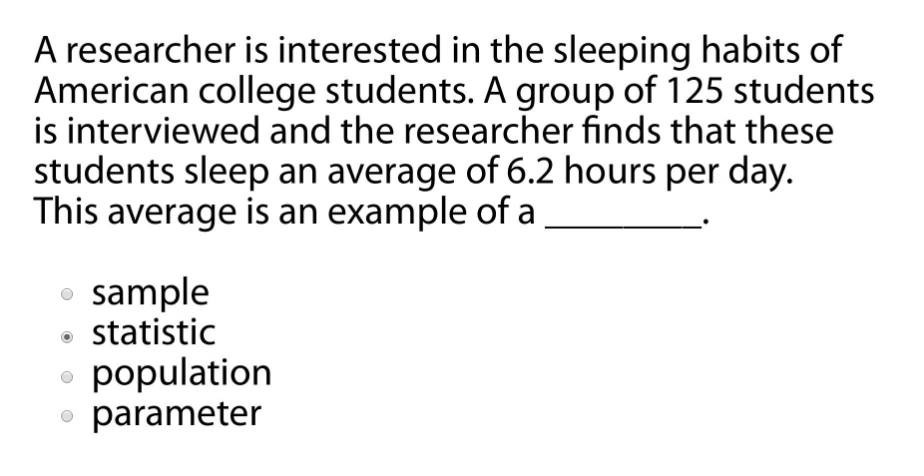 A researcher is interested in the sleeping habits of
American college students. A group of 125 students
is interviewed and the researcher finds that these
students sleep an average of 6.2 hours per day.
This average is an example of a _________.
sample
statistic
population
parameter